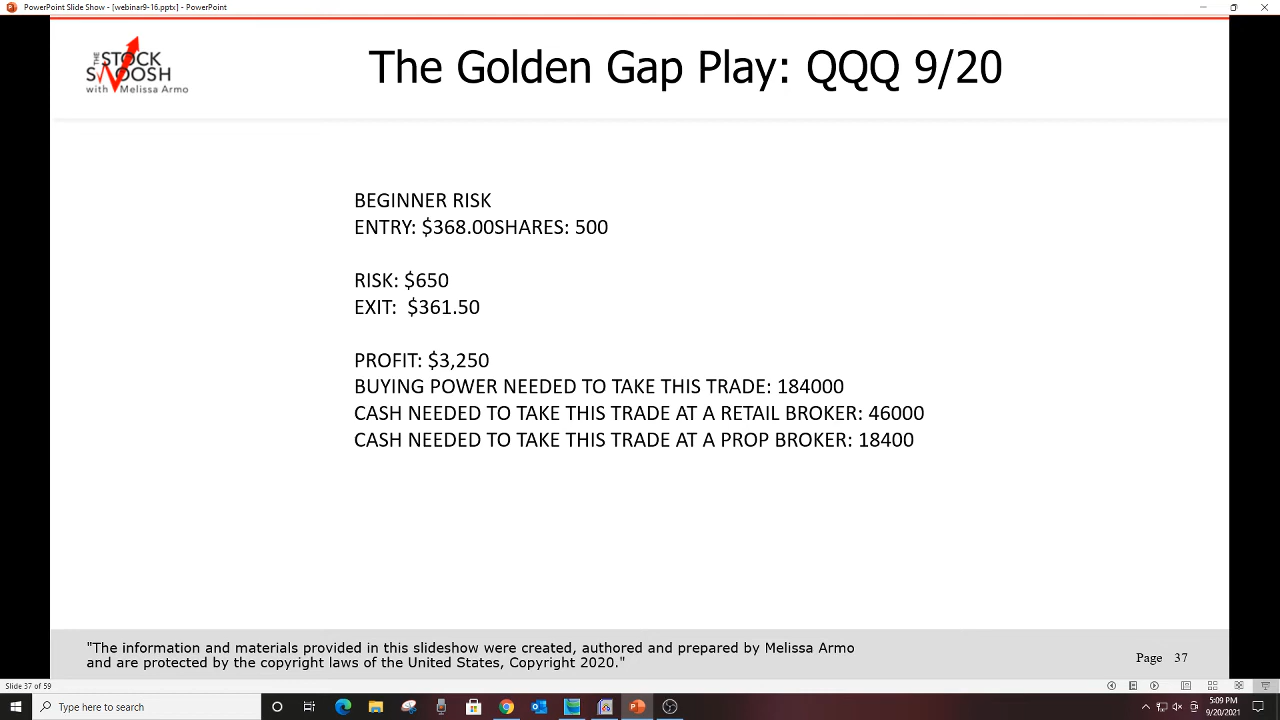 PowerPoint Slide Show - [webinar9-16.pptx] - PowerPoint
THE
STOCK
SWOOSH
with Melissa Armo
The Golden Gap Play: QQQ 9/20
BEGINNER RISK
ENTRY: $368.00SHARES: 500
RISK: $650
EXIT:  $361.50
PROFIT: $3,250
BUYING POWER NEEDED TO TAKE THIS TRADE: 184000
CASH NEEDED TO TAKE THIS TRADE AT A RETAIL BROKER: 46000
CASH NEEDED TO TAKE THIS TRADE AT A PROP BROKER: 18400
"The information and materials provided in this slideshow were created, authored and prepared by Melissa Armo
and are protected by the copyright laws of the United States, Copyright 2020."
Page 37
Slide 37 of 59
Type here to search
5:09 PM
9/20/2021